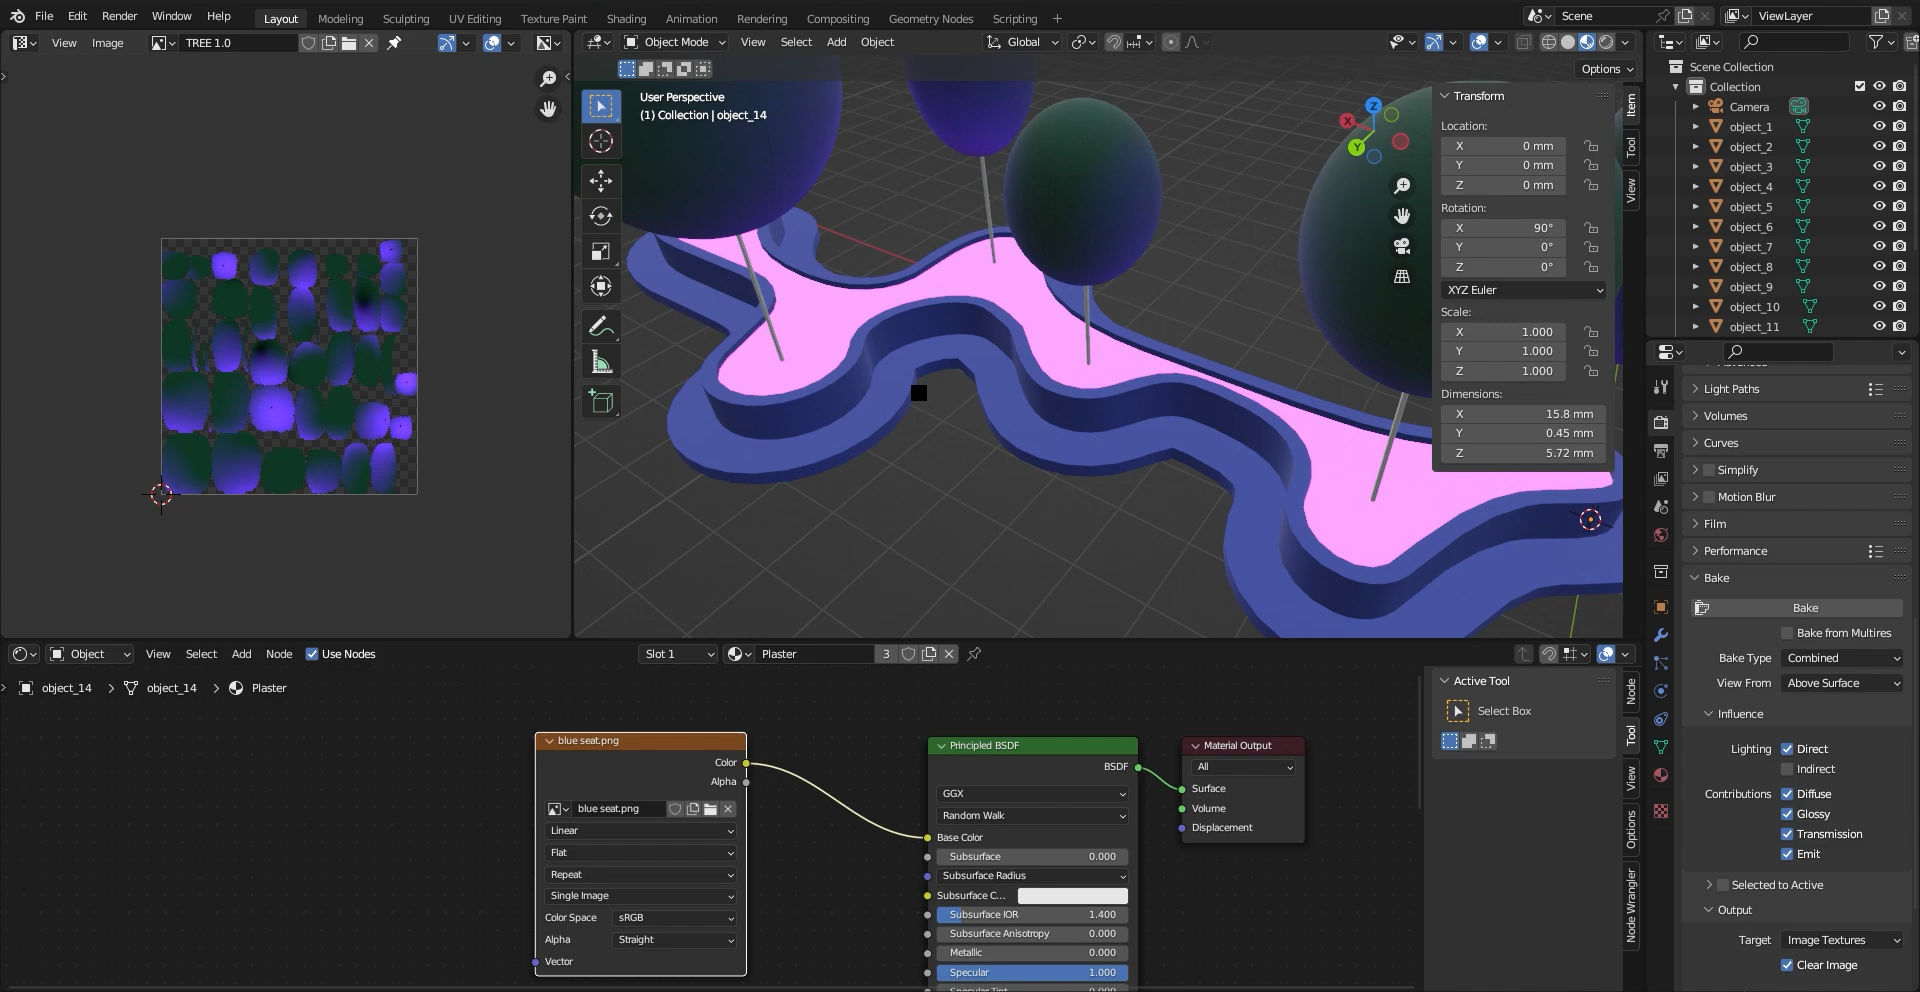 File Edit Render Window Help Layout Modeling Sculpting UV Editing Texture Paint Shading Animation Rendering Compositing Geometry Nodes Scripting + Scene ViewLayer
View Image TREE 1.0
Object Mode View Select Add Object Global
Options
User Perspective
(1) Collection | object_14
X
Y
Z
Transform
Location:
X 0 mm
Y 0 mm
Z 0 mm
Rotation:
X 90°
Y 0°
Z 0°
XYZ Euler
Scale:
X 1.000
Y 1.000
Z 1.000
Dimensions:
X 15.8 mm
Y 0.45 mm
Z 5.72 mm
Item
Tool
View
Scene Collection
Collection
Camera
object_1
object_2
object_3
object_4
object_5
object_6
object_7
object_8
object_9
object_10
object_11
Light Paths
Volumes
Curves
Simplify
Motion Blur
Film
Performance
Bake
Bake
Bake from Multires
Bake Type Combined
View From Above Surface
Influence
Lighting Direct
Indirect
Contributions Diffuse
Glossy
Transmission
Emit
Selected to Active
Output
Target Image Textures
Clear Image
Object View Select Add Node Use Nodes Slot 1 Plaster 3
object_14 > object_14 > Plaster
blue seat.png
Color
Alpha
blue seat.png
Linear
Flat
Repeat
Single Image
Color Space sRGB
Alpha Straight
Vector
Principled BSDF
BSDF
GGX
Random Walk
Base Color
Subsurface 0.000
Subsurface Radius
Subsurface C...
Subsurface IOR 1.400
Subsurface Anisotropy 0.000
Metallic 0.000
Specular 1.000
Material Output
All
Surface
Volume
Displacement
Active Tool
Select Box
Node
Tool
View
Options
Node Wrangler